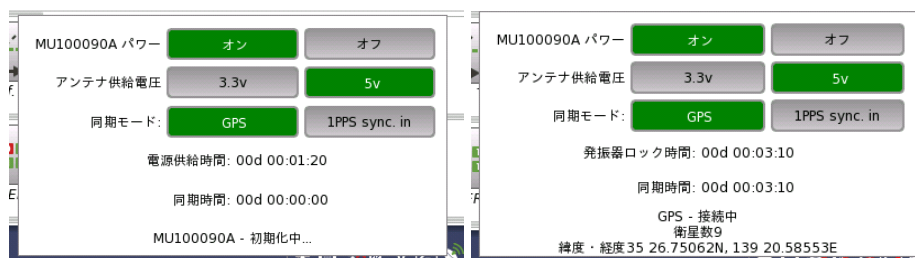 MU100090A パワー オン オフ
アンテナ供給電圧 3.3v 5v
同期モード: GPS 1PPS sync. in
電源供給時間: 00d 00:01:20
同期時間: 00d 00:00:00
MU100090A - 初期化中...
MU100090A パワー オン オフ
アンテナ供給電圧 3.3v 5v
同期モード: GPS 1PPS sync. in
発振器ロック時間: 00d 00:03:10
同期時間: 00d 00:03:10
GPS - 接続中
衛星数9
緯度・経度35 26.75062N, 139 20.58553E